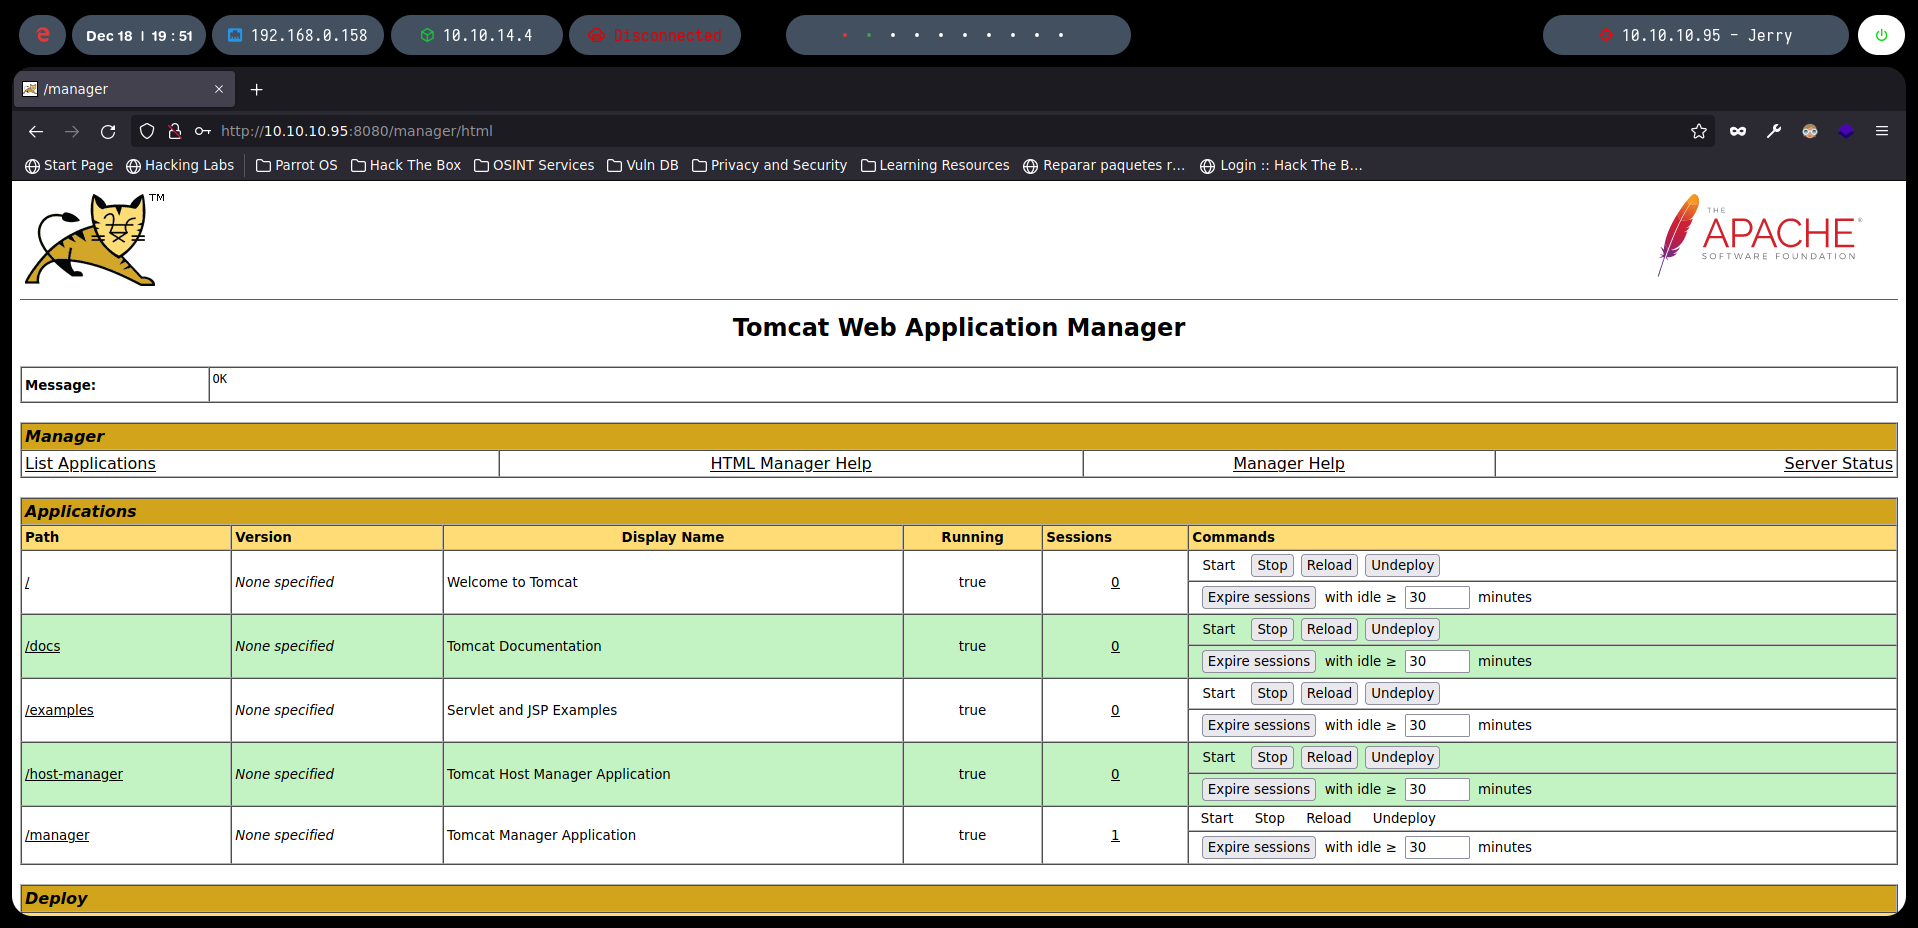 Dec 18 | 19 : 51 192.168.0.158 10.10.14.4 Disconnected 10.10.10.95 - Jerry
/manager
http://10.10.10.95:8080/manager/html
Start Page Hacking Labs Parrot OS Hack The Box OSINT Services Vuln DB Privacy and Security Learning Resources Reparar paquetes r... Login :: Hack The B...
TM
THE
APACHE®
SOFTWARE FOUNDATION
Tomcat Web Application Manager
Message: OK
Manager
List Applications HTML Manager Help Manager Help Server Status
Applications
Path Version Display Name Running Sessions Commands
/ None specified Welcome to Tomcat true 0 Start Stop Reload Undeploy
Expire sessions with idle ≥ 30 minutes
/docs None specified Tomcat Documentation true 0 Start Stop Reload Undeploy
Expire sessions with idle ≥ 30 minutes
/examples None specified Servlet and JSP Examples true 0 Start Stop Reload Undeploy
Expire sessions with idle ≥ 30 minutes
/host-manager None specified Tomcat Host Manager Application true 0 Start Stop Reload Undeploy
Expire sessions with idle ≥ 30 minutes
/manager None specified Tomcat Manager Application true 1 Start Stop Reload Undeploy
Expire sessions with idle ≥ 30 minutes
Deploy